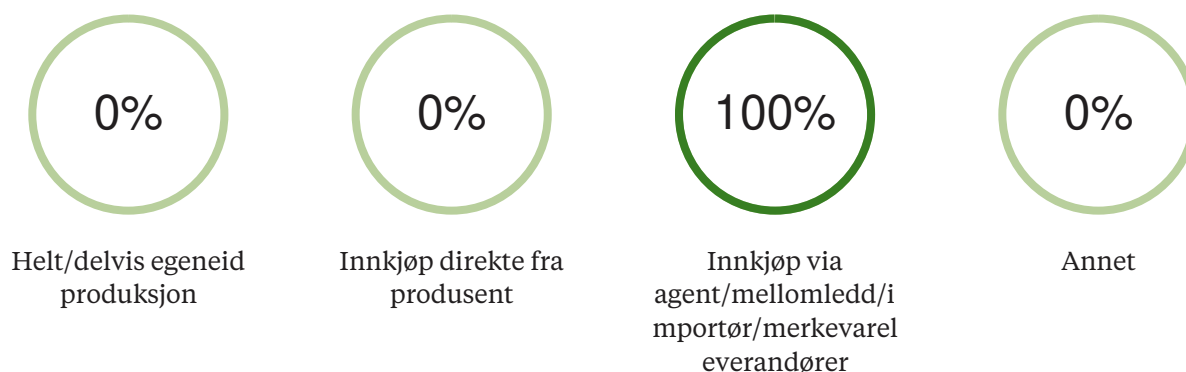 0%
0%
100%
0%
Helt/delvis egeneid
produksjon
Innkjøp direkte fra
produsent
Innkjøp via
agent/mellomledd/i
mportør/merkevarel
everandører
Annet